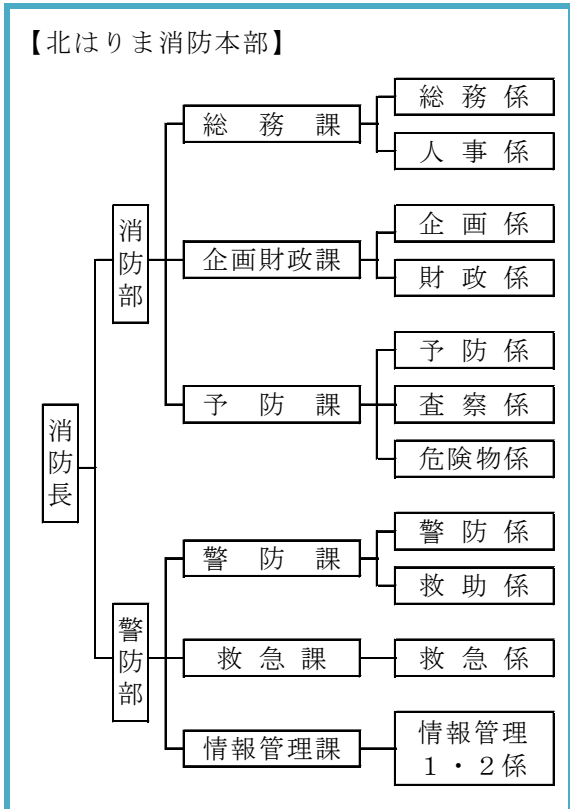 【北はりま消防本部】
消防長
消防部
総務課
総務係
人事係
企画財政課
企画係
財政係
予防課
予防係
査察係
危険物係
警防部
警防課
警防係
救助係
救急課
救急係
情報管理課
情報管理
1・2係